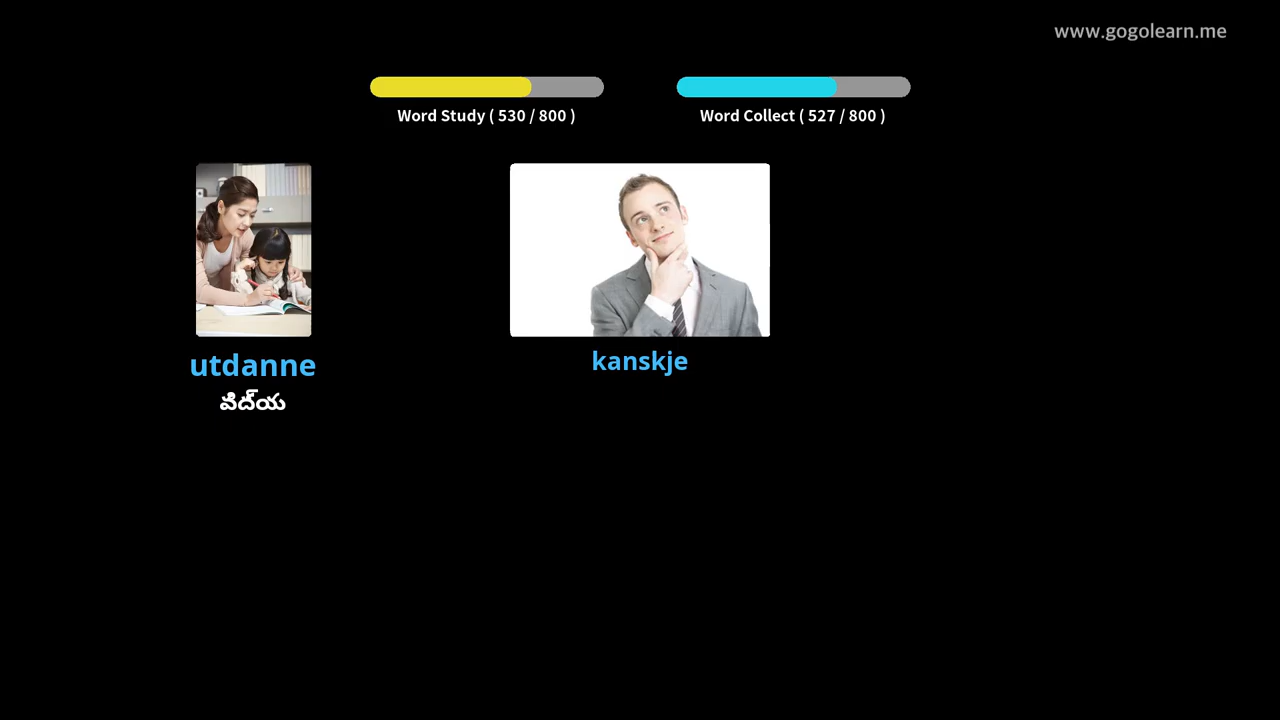 www.gogolearn.me
Word Study ( 530 / 800 )
Word Collect ( 527 / 800 )
utdanne
విద్య
kanskje